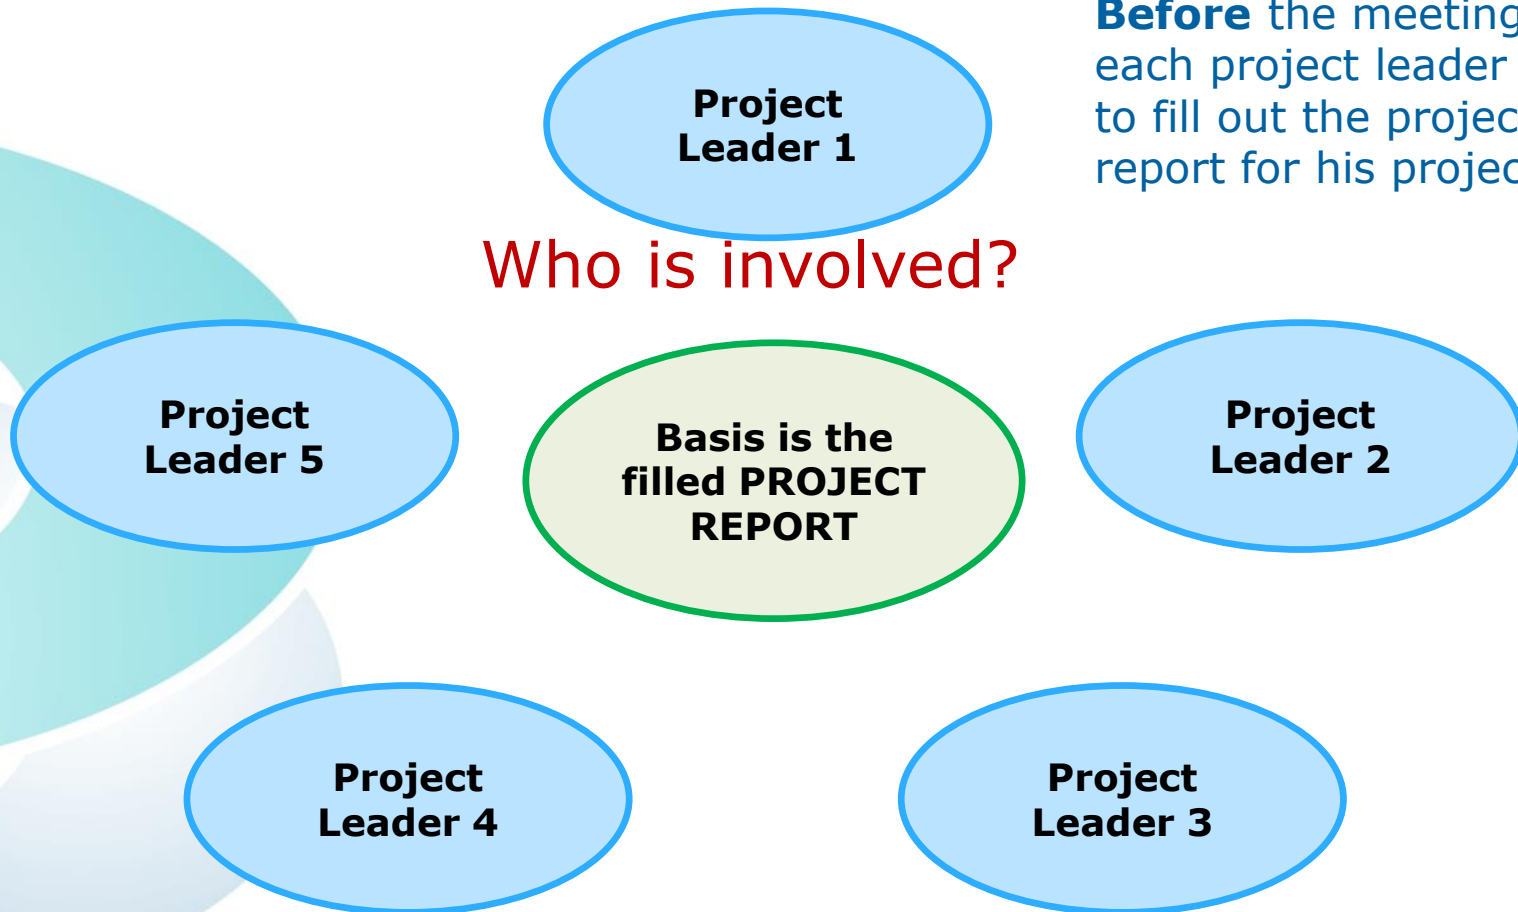 Project
Leader 1
Before the meeting
each project leader
to fill out the projec
report for his projec
Who is involved?
Project
Leader 5
Basis is the
filled PROJECT
REPORT
Project
Leader 2
Project
Leader 4
Project
Leader 3